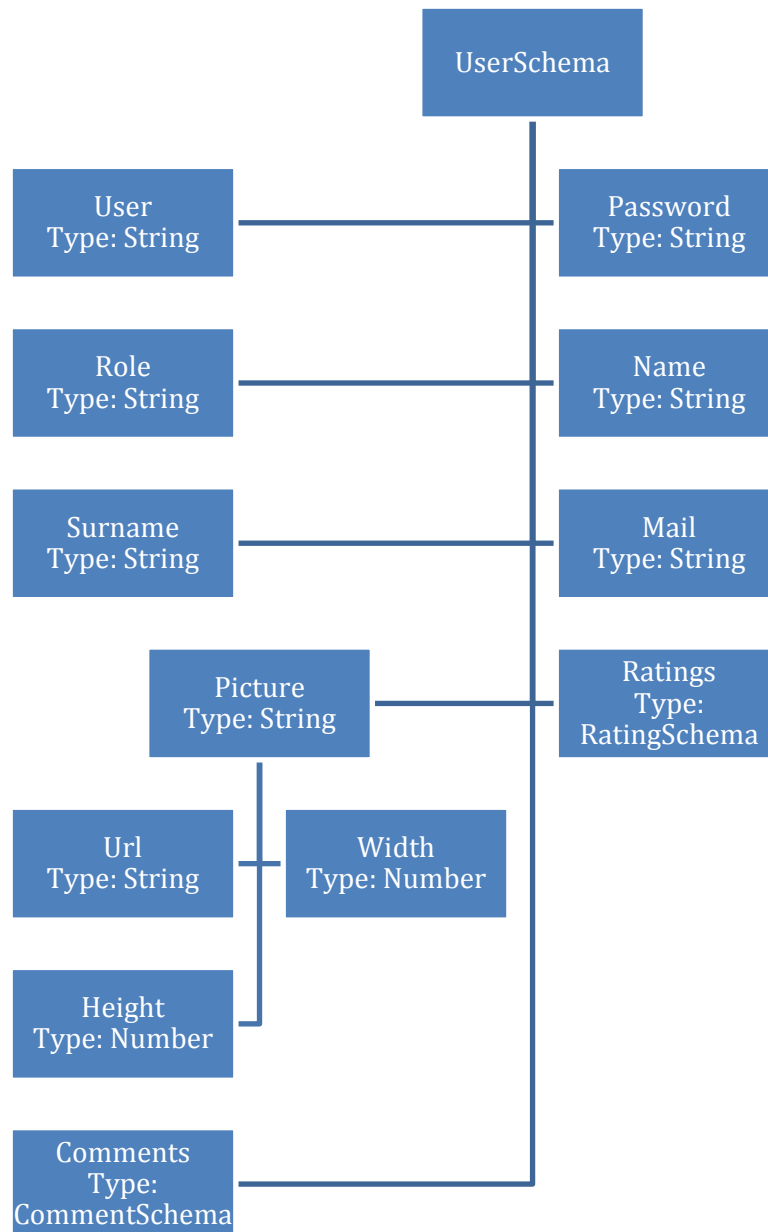 UserSchema
User
Type: String
Password
Type: String
Role
Type: String
Name
Type: String
Surname
Type: String
Mail
Type: String
Picture
Type: String
Ratings
Type:
RatingSchema
Url
Type: String
Width
Type: Number
Height
Type: Number
Comments
Type:
CommentSchema